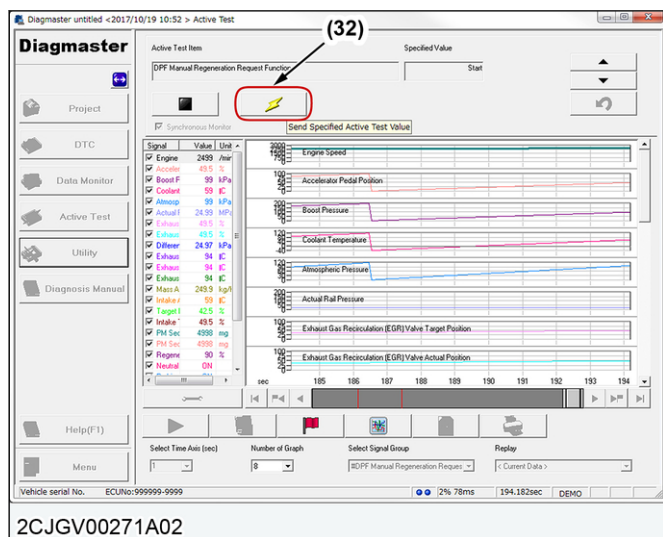 Diagmaster untitled <2017/10/19 10:52 > Active Test
(32)
Diagmaster
Active Test Item
Specified Value
DPF Manual Regeneration Request Function
Start
Project
Synchronous Monitor
Send Specified Active Test Value
DTC
Data Monitor
Active Test
Utility
Diagnosis Manual
Help(F1)
Menu
Signal Value Unit
Engine 2499 /min
Acceler 49.5 %
Boost F 99 kPa
Coolant 59 °C
Atmosp 99 kPa
Actual F 24.99 MPa
Exhaus 49.5 %
Exhaus 49.5 %
Differer 24.97 kPa
Exhaus 94 °C
Exhaus 94 °C
Exhaus 94 °C
Mass A 249.9 kg/h
Intake A 59 °C
Target I 42.5 %
Intake T 49.5 %
PM Sec 4998 mg
PM Sec 4998 mg
Regene 90 %
Neutral ON
Engine Speed
Accelerator Pedal Position
Boost Pressure
Coolant Temperature
Atmospheric Pressure
Actual Rail Pressure
Exhaust Gas Recirculation (EGR) Valve Target Position
Exhaust Gas Recirculation (EGR) Valve Actual Position
sec 185 186 187 188 189 190 191 192 193 194
Select Time Axis (sec)
Number of Graph
Select Signal Group
Replay
1
8
#DPF Manual Regeneration Reques
< Current Data >
Vehicle serial No. ECUNo:999999-9999
2% 78ms
194.182sec
DEMO
2CJGV00271A02